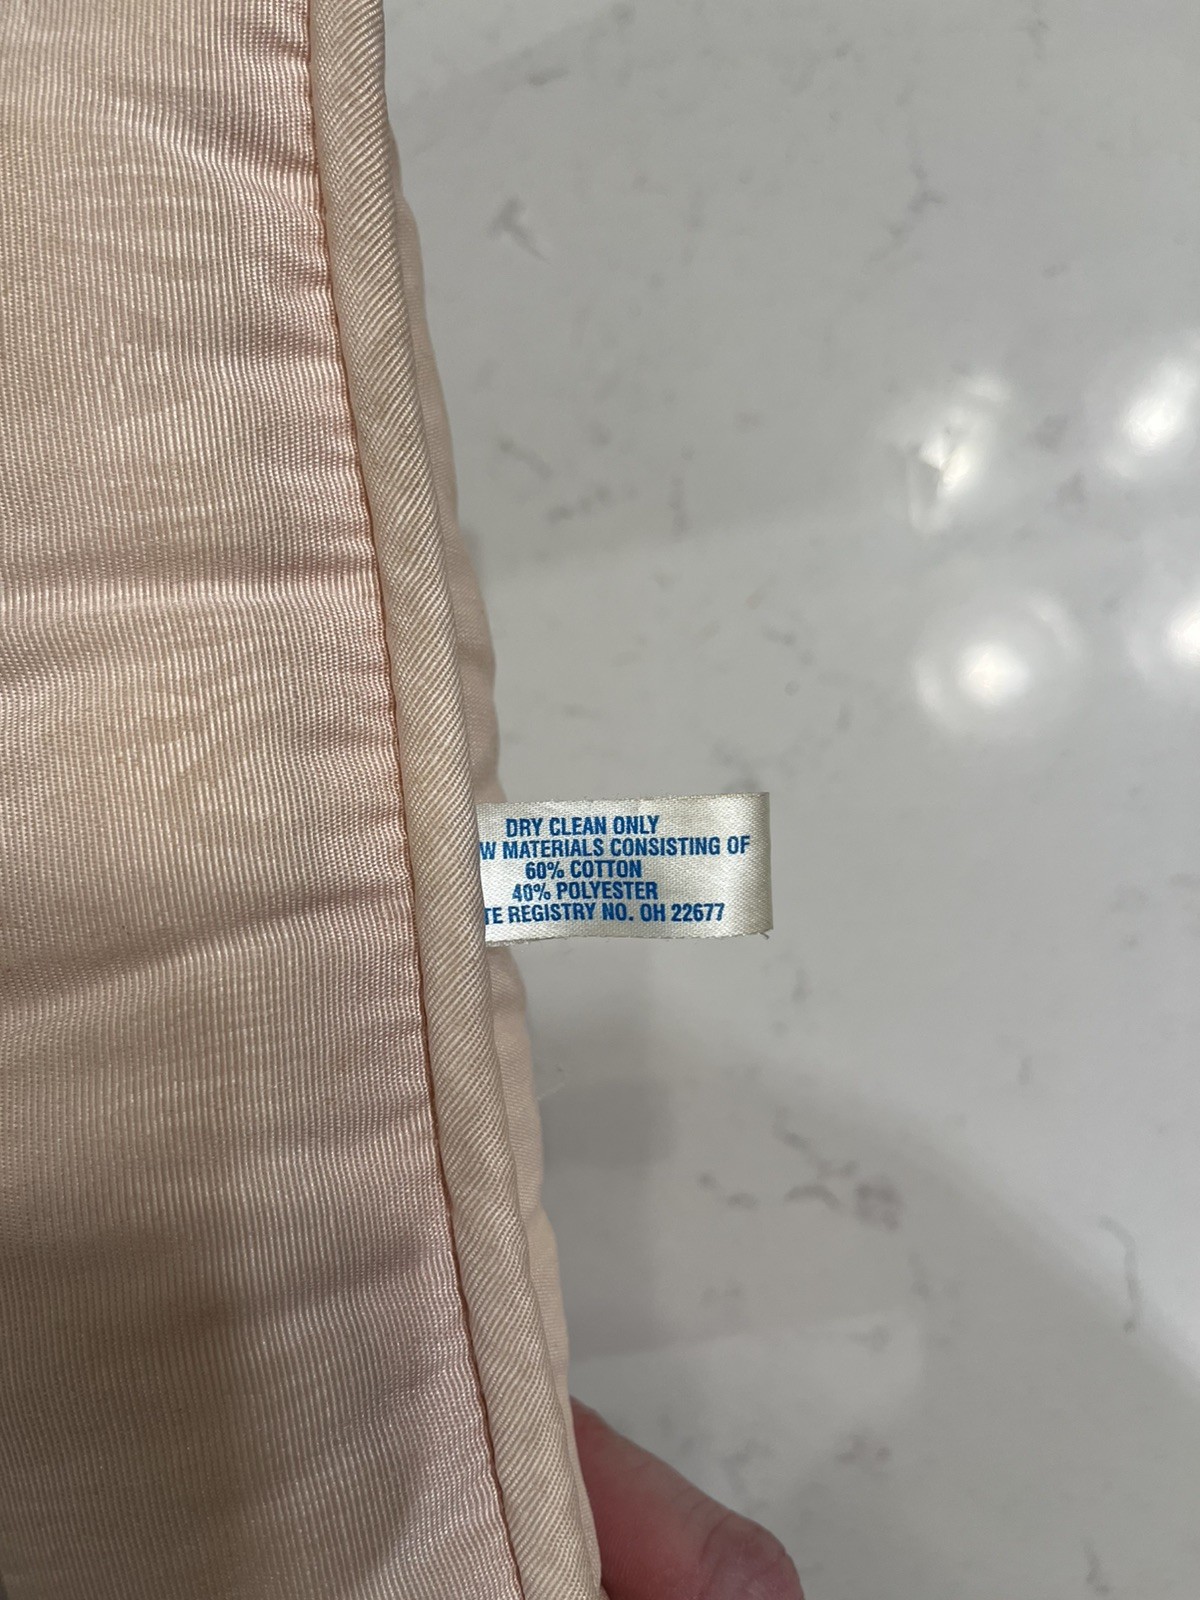 DRY CLEAN ONLY
W MATERIALS CONSISTING OF
60% COTTON
40% POLYESTER
TE REGISTRY NO. OH 22677